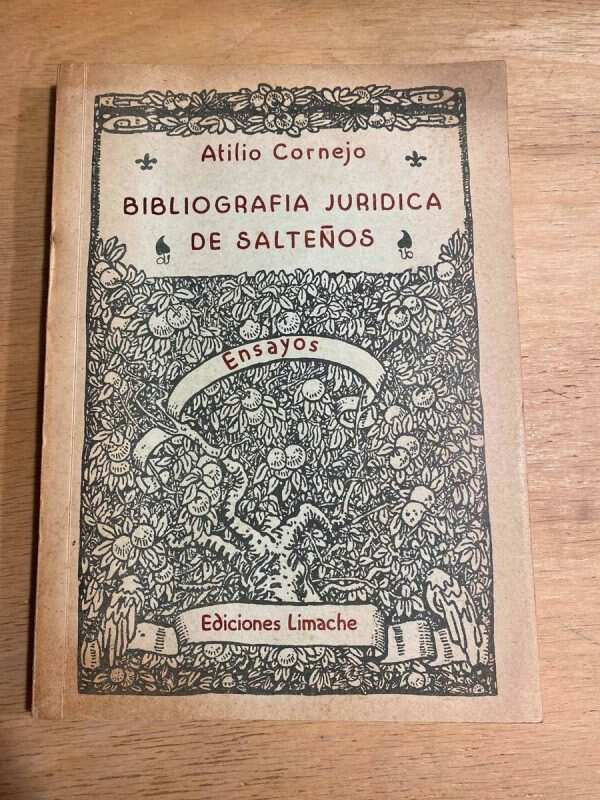 Atilio Cornejo
BIBLIOGRAFIA JURIDICA
DE SALTEÑOS
Ensayos
Ediciones Limache